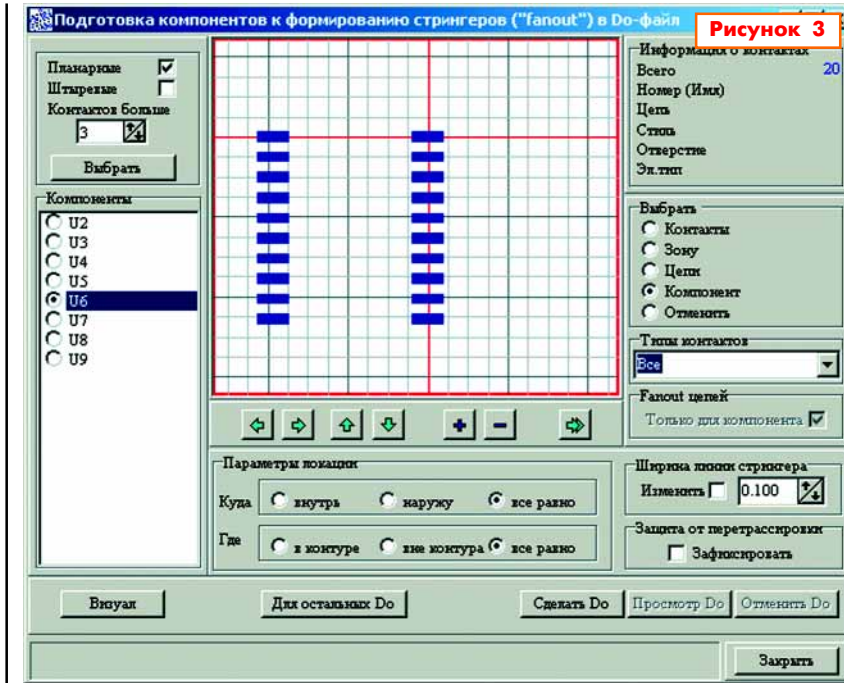 Подготовка компонентов к формированию стрингеров ("fanout") в Do-файл
Рисунок 3
Планарные
Штыревые
Контактов больше
3
Выбрать
Компоненты
U2
U3
U4
U5
U6
U7
U8
U9
Информация о контактах
Всего 20
Номер (Имя)
Цепь
Стиль
Отверстие
Эл.тип
Выбрать
Контакты
Зону
Цепи
Компонент
Отменить
Типы контактов
Все
Fanout цепей
Только для компонента
Параметры локации
Куда внутрь наружу все равно
Где в контуре вне контура все равно
Ширина линии стрингера
Изменить 0.100
Защита от перетрассировки
Зафиксировать
Визуал
Для остальных Do
Сделать Do
Просмотр Do
Отменить Do
Закрыть